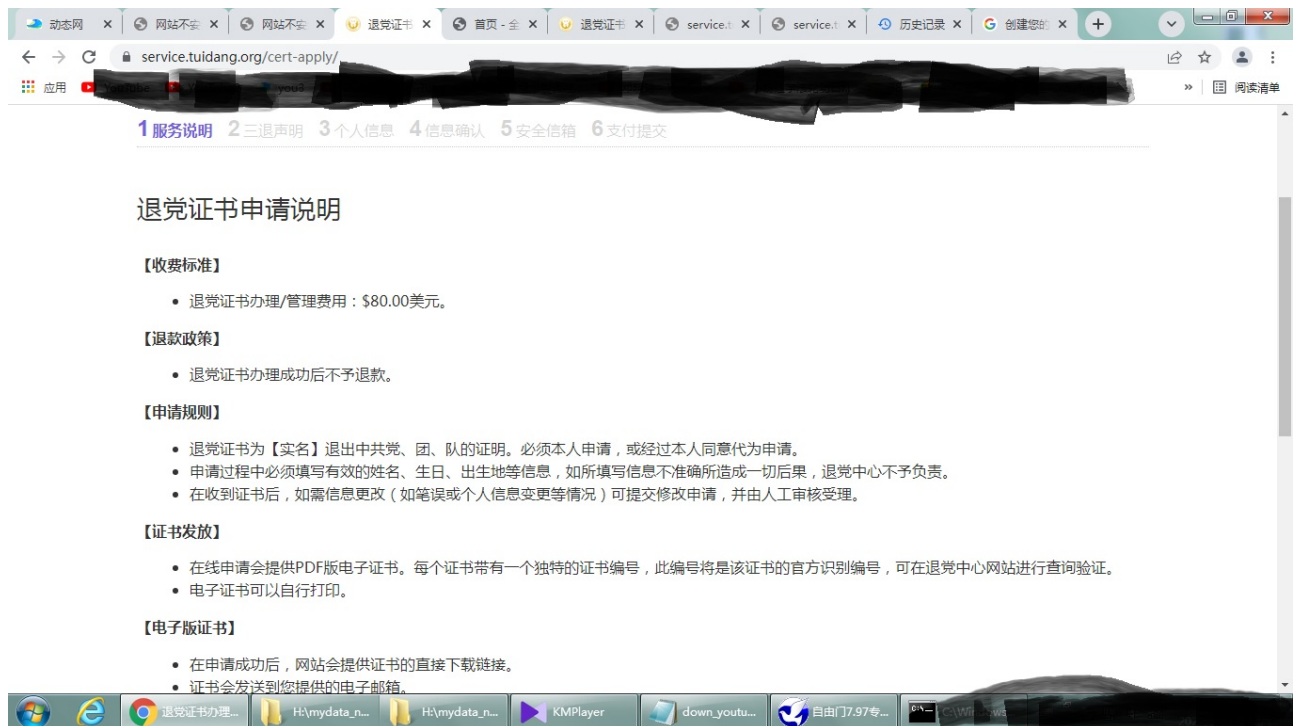 动态网
网站不安
网站不安
退党证书
首页 - 全
退党证书
service.t
service.t
历史记录
创建您的
service.tuidang.org/cert-apply/
应用
阅读清单
1 服务说明 2 三退声明 3 个人信息 4 信息确认 5 安全信箱 6 支付提交
退党证书申请说明
【收费标准】
退党证书办理/管理费用：$80.00美元。
【退款政策】
退党证书办理成功后不予退款。
【申请规则】
退党证书为【实名】退出中共党、团、队的证明。必须本人申请，或经过本人同意代为申请。
申请过程中必须填写有效的姓名、生日、出生地等信息，如所填写信息不准确所造成一切后果，退党中心不予负责。
在收到证书后，如需信息更改（如笔误或个人信息变更等情况）可提交修改申请，并由人工审核受理。
【证书发放】
在线申请会提供PDF版电子证书。每个证书带有一个独特的证书编号，此编号将是该证书的官方识别编号，可在退党中心网站进行查询验证。
电子证书可以自行打印。
【电子版证书】
在申请成功后，网站会提供证书的直接下载链接。
证书会发送到您提供的电子邮箱。
退党证书办理...
H:\mydata_n...
H:\mydata_n...
KMPlayer
down_youtu...
自由门7.97专...
C:\Windows